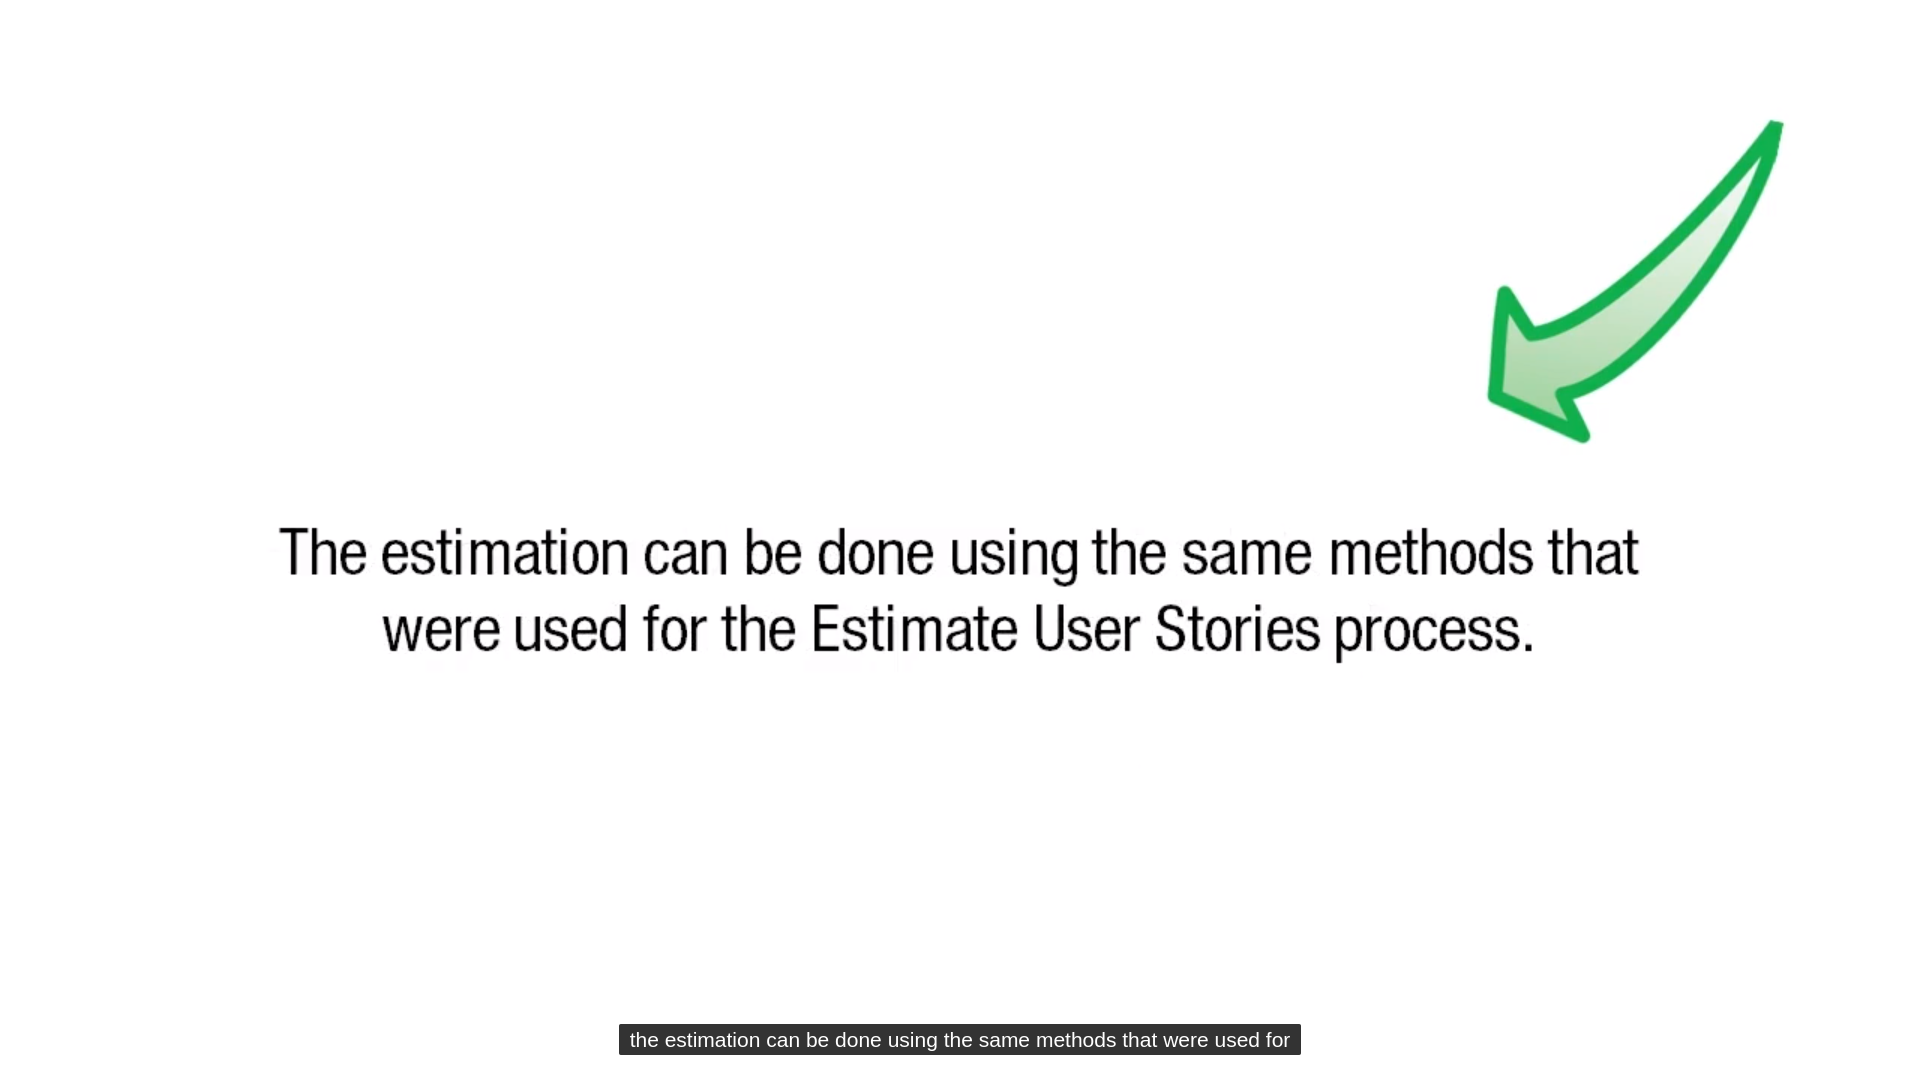 The estimation can be done using the same methods that
were used for the Estimate User Stories process.
the estimation can be done using the same methods that were used for